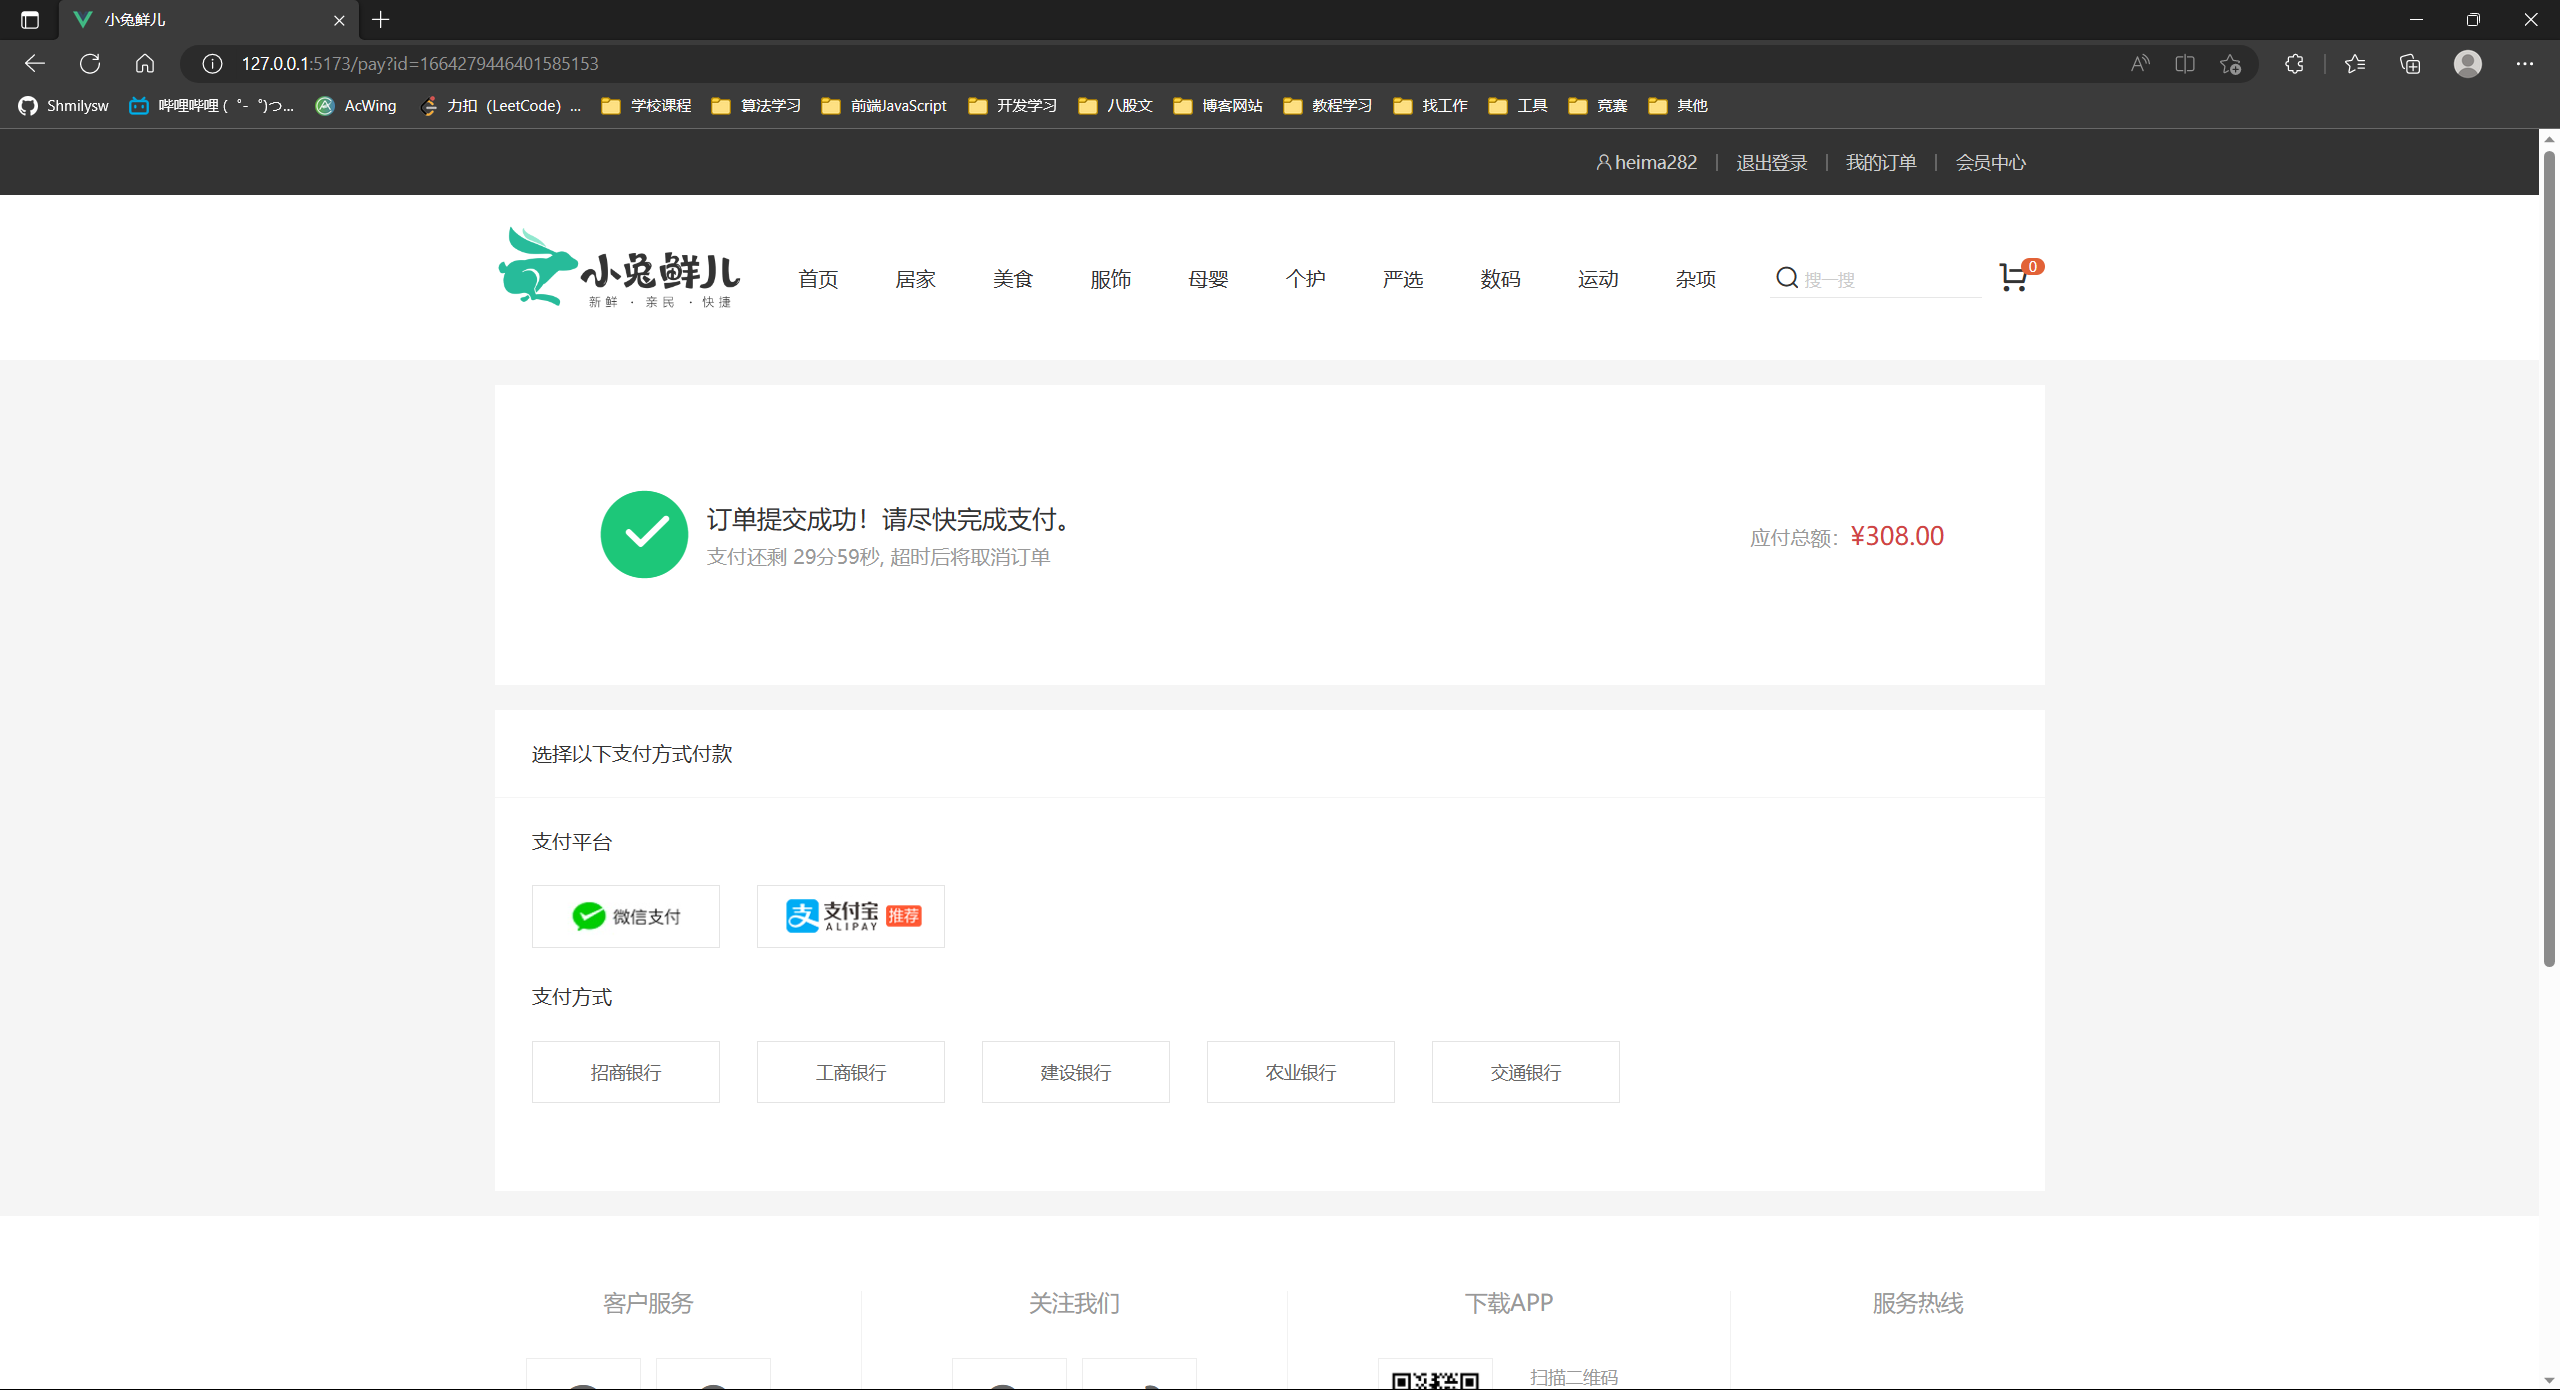 小兔鲜儿
127.0.0.1:5173/pay?id=1664279446401585153
Shmilysw 哔哩哔哩 (゜-゜)つ... AcWing 力扣（LeetCode）... 学校课程 算法学习 前端JavaScript 开发学习 八股文 博客网站 教程学习 找工作 工具 竞赛 其他
heima282 退出登录 我的订单 会员中心
小兔鲜儿
新鲜 · 亲民 · 快捷
首页 居家 美食 服饰 母婴 个护 严选 数码 运动 杂项 搜一搜 0
订单提交成功！请尽快完成支付。
支付还剩 29分59秒, 超时后将取消订单
应付总额：¥308.00
选择以下支付方式付款
支付平台
微信支付 支付宝 ALIPAY 推荐
支付方式
招商银行 工商银行 建设银行 农业银行 交通银行
客户服务 关注我们 下载APP 服务热线
扫描二维码